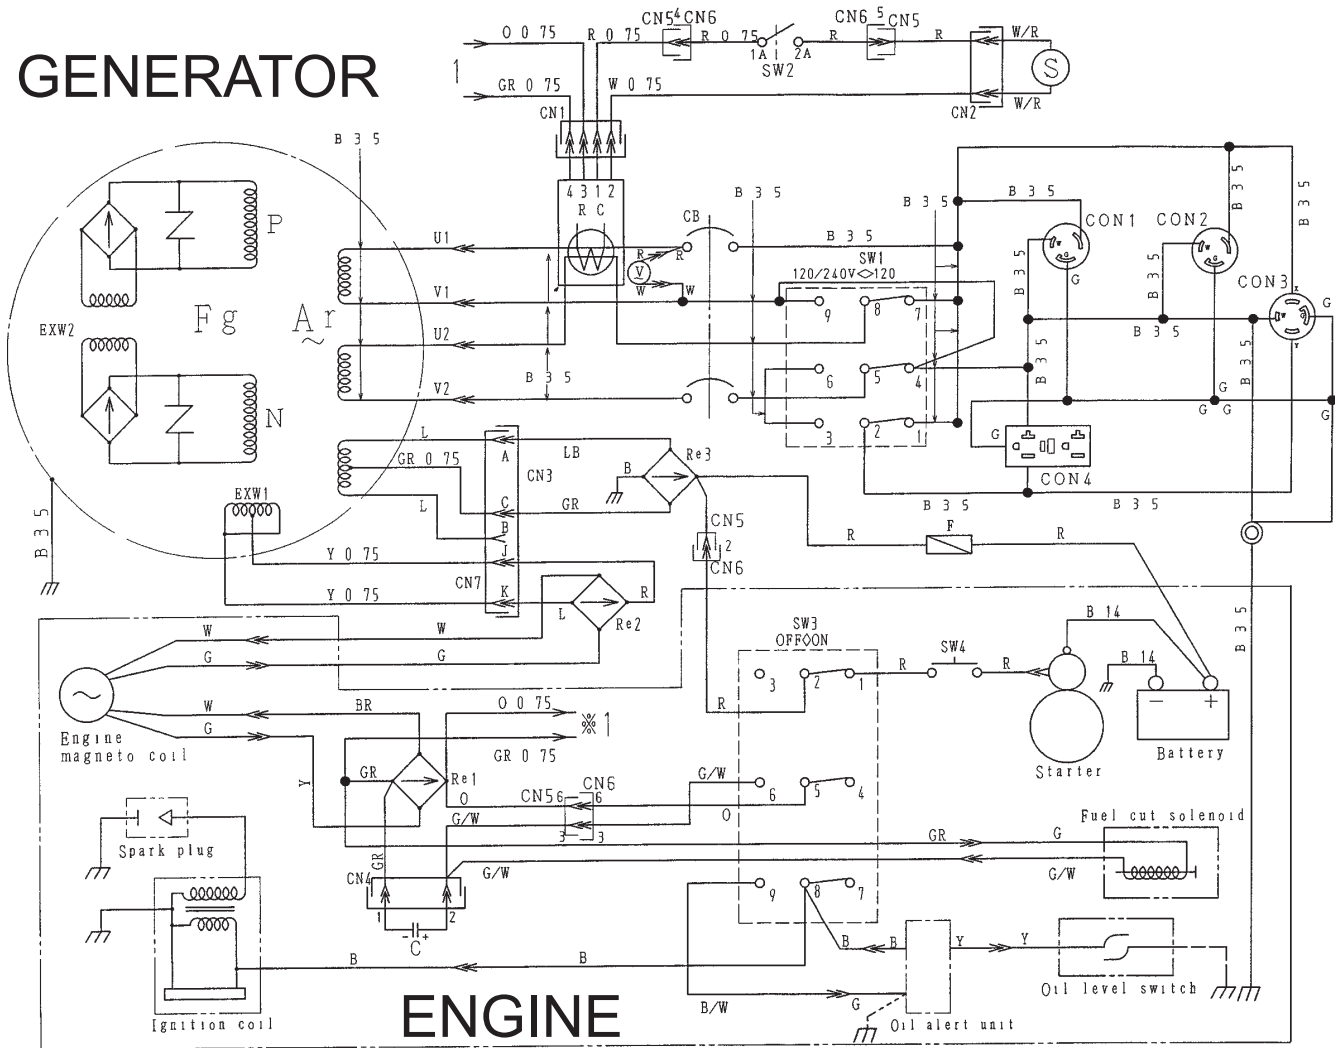 GENERATOR
1
O 0 75
GR 0 75
R 0 75
W 0 75
CN5 4 CN6
R 0 75
1A 2A
SW2
R
CN6 5 CN5
R
CN2
W/R
W/R
S
CN1
4 3 1 2
R C
W
B 3 5
P
EXW2
Fg
Ar
~
N
U1
V1
U2
V2
B 3 5
B 3 5
CB
R
R
V
W
W
B 3 5
B 3 5
SW1
120/240V<>120
9 8 7
6 5 4
3 2 1
B 3 5
CON1
W
G
G
CON2
W
G
CON3
X
W
G
Y
G
B 3 5
B 3 5
B 3 5
B 3 5
B 3 5
B 3 5
B 3 5
G
G
G
G
G
G
CON4
B 3 5
B 3 5
B 3 5
L
GR 0 75
L
A
C
B
J
K
CN3
CN7
LB
GR
B
Re3
EXW1
Y 0 75
Y 0 75
L
R
Re2
CN5
2
CN6
R
F
R
B 3 5
W
G
W
G
~
Engine
magneto coil
W
G
BR
Y
GR
Re1
O 0 75
※1
GR 0 75
O
G/W
CN5 6 CN6 6
3 3
G/W
O
R
SW3
OFF◇ON
3 2 1
6 5 4
9 8 7
R
SW4
R
B 14
B 14
Starter
−
+
Battery
B 3 5
GR
G
G/W
G/W
Fuel cut solenoid
Spark plug
CN4
GR
1 2
- +
C
Ignition coil
B
B
B/W
B
B
G
Oil alert unit
Y
Y
Oil level switch
ENGINE